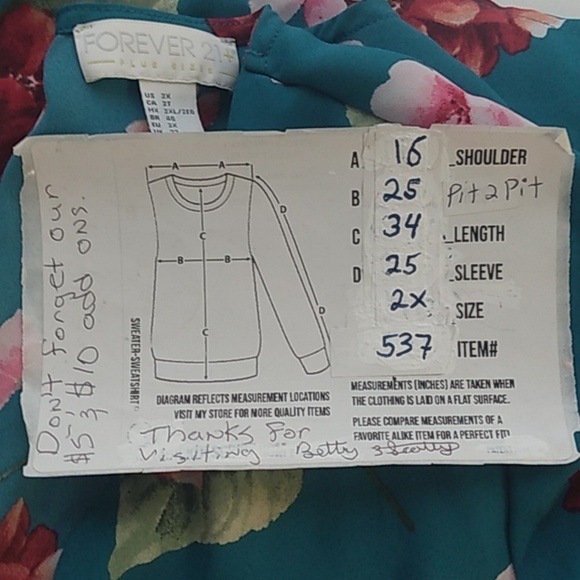 FOREVER 21+
PLUS SIZES
US 2X
CA 2T
MX 2XL/2EG
A A
D
C
B B
C
D
A 16 SHOULDER
B 25 Pit 2 Pit
C 34 LENGTH
D 25 SLEEVE
2X SIZE
537 ITEM#
SWEATER-SWEATSHIRT
DIAGRAM REFLECTS MEASUREMENT LOCATIONS
VISIT MY STORE FOR MORE QUALITY ITEMS
MEASUREMENTS (INCHES) ARE TAKEN WHEN
THE CLOTHING IS LAID ON A FLAT SURFACE.
PLEASE COMPARE MEASUREMENTS OF A
FAVORITE ALIKE ITEM FOR A PERFECT FIT!
Don't forget our
$5, $10 add ons.
Thanks for
visiting Betty